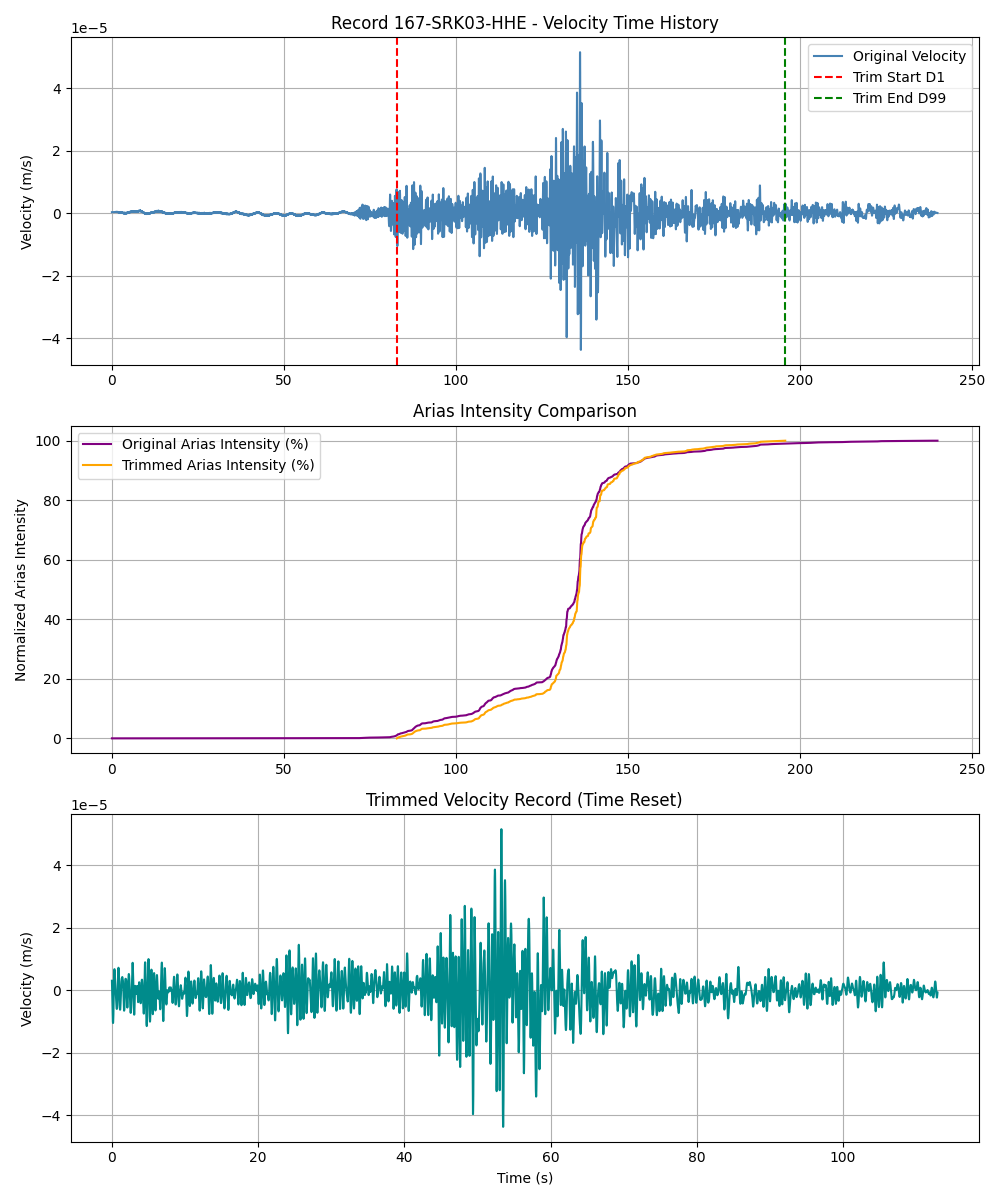 Record 167-SRK03-HHE - Velocity Time History
1e−5
Original Velocity
Trim Start D1
Trim End D99
Velocity (m/s)
4
2
0
−2
−4
0 50 100 150 200 250
Arias Intensity Comparison
Original Arias Intensity (%)
Trimmed Arias Intensity (%)
Normalized Arias Intensity
100
80
60
40
20
0
0 50 100 150 200 250
Trimmed Velocity Record (Time Reset)
1e−5
Velocity (m/s)
4
2
0
−2
−4
0 20 40 60 80 100
Time (s)